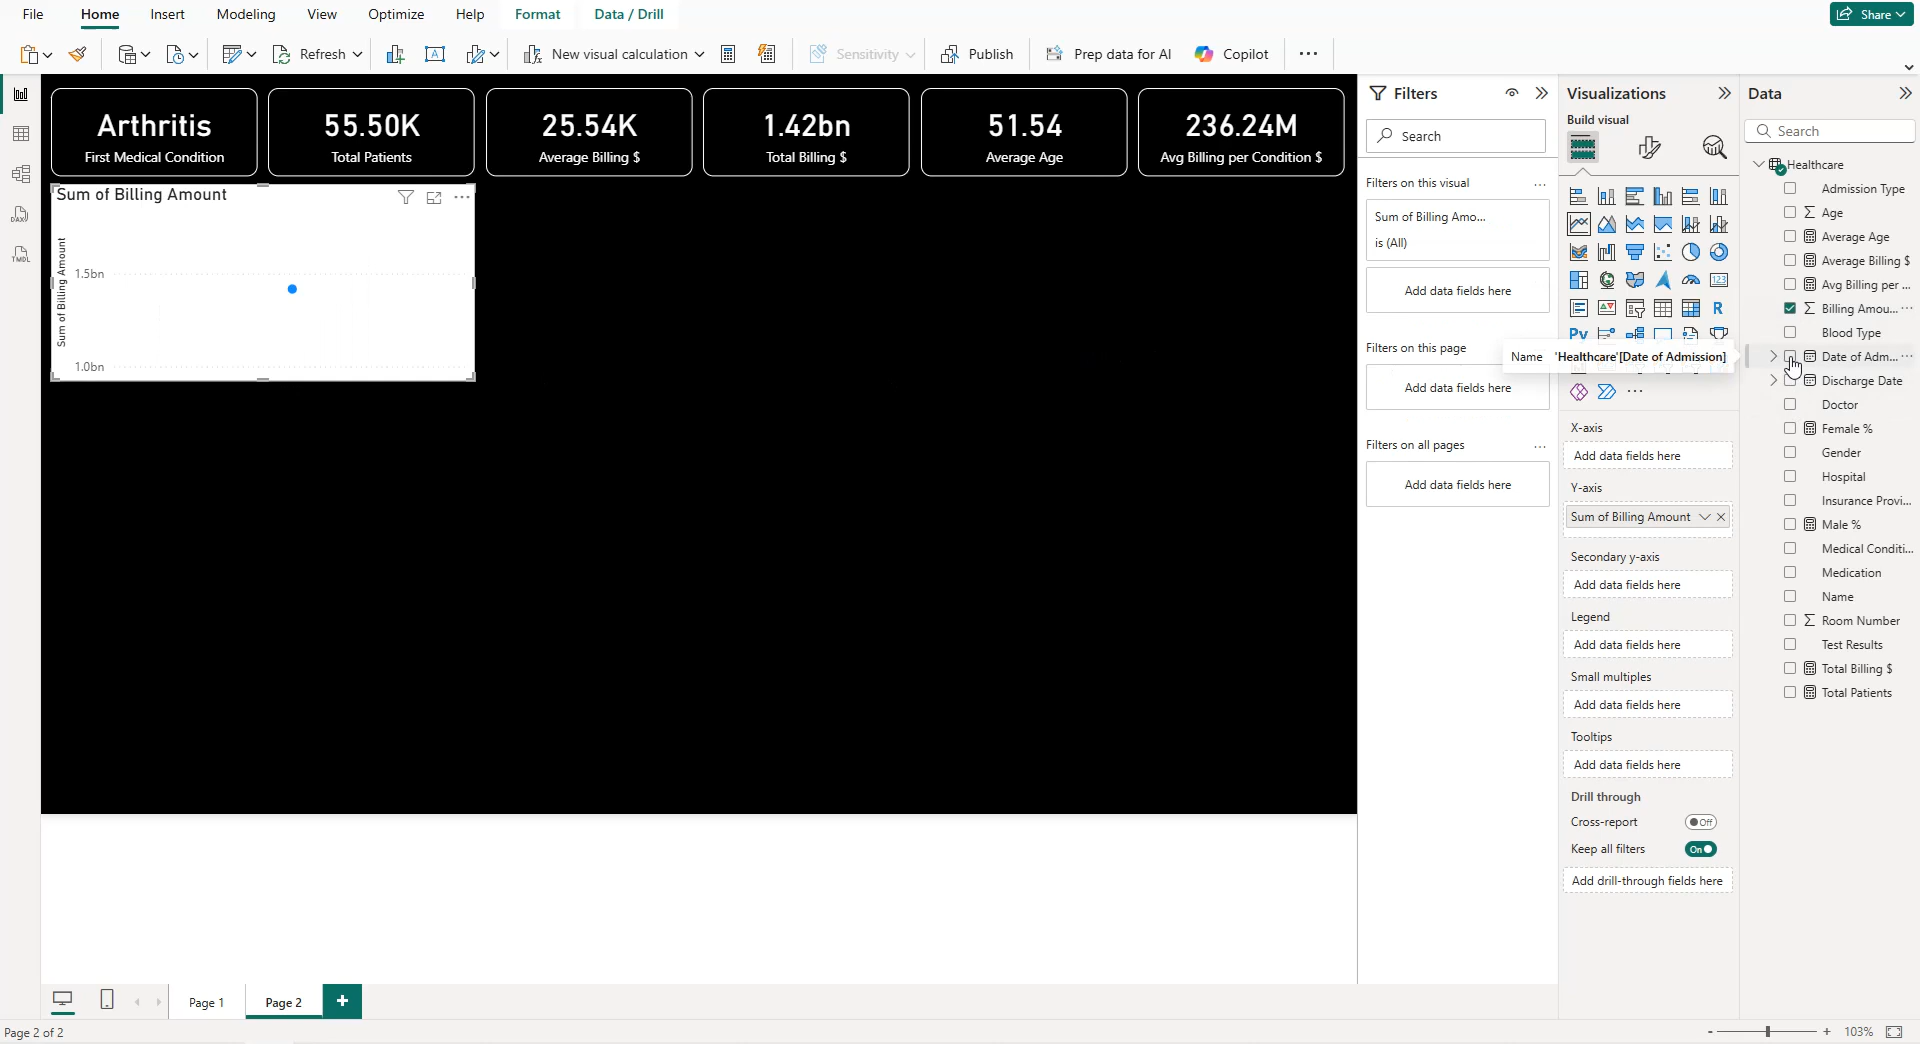 File Home Insert Modeling View Optimize Help Format Data / Drill Share
Refresh New visual calculation Sensitivity Publish Prep data for AI Copilot
Arthritis
First Medical Condition
55.50K
Total Patients
25.54K
Average Billing $
1.42bn
Total Billing $
51.54
Average Age
236.24M
Avg Billing per Condition $
Sum of Billing Amount
Sum of Billing Amount
1.5bn
1.0bn
Filters
Search
Filters on this visual
Sum of Billing Amo...
is (All)
Add data fields here
Filters on this page
Add data fields here
Filters on all pages
Add data fields here
Visualizations
Build visual
123
R
Py
Name 'Healthcare'[Date of Admission]
X-axis
Add data fields here
Y-axis
Sum of Billing Amount
Secondary y-axis
Add data fields here
Legend
Add data fields here
Small multiples
Add data fields here
Tooltips
Add data fields here
Drill through
Cross-report Off
Keep all filters On
Add drill-through fields here
Data
Search
Healthcare
Admission Type
Age
Average Age
Average Billing $
Avg Billing per ...
Billing Amou...
Blood Type
Date of Adm...
Discharge Date
Doctor
Female %
Gender
Hospital
Insurance Provi...
Male %
Medical Conditi...
Medication
Name
Room Number
Test Results
Total Billing $
Total Patients
DAX
TMDL
Page 1 Page 2
Page 2 of 2
103%